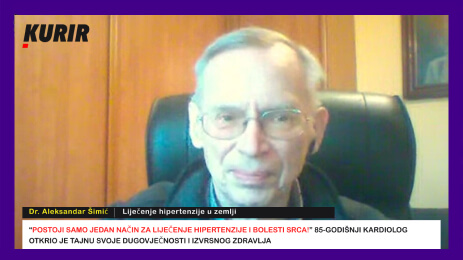 KURIR
Dr. Aleksandar Šimić | Liječenje hipertenzije u zemlji
“POSTOJI SAMO JEDAN NAČIN ZA LIJEČENJE HIPERTENZIJE I BOLESTI SRCA!” 85-GODIŠNJI KARDIOLOG
OTKRIO JE TAJNU SVOJE DUGOVJEČNOSTI I IZVRSNOG ZDRAVLJA